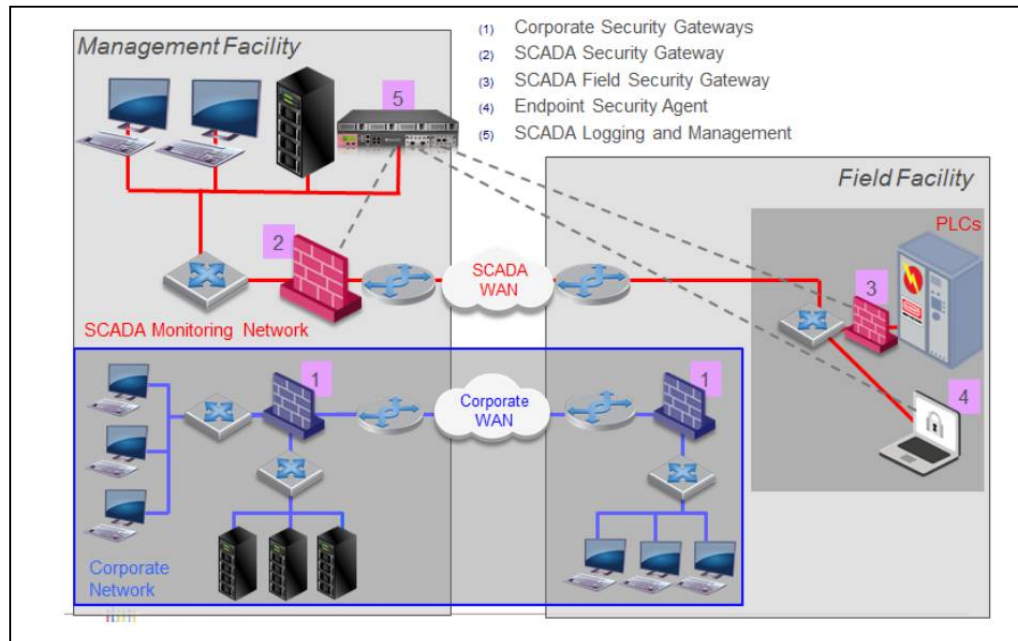 Management Facility
(1) Corporate Security Gateways
(2) SCADA Security Gateway
(3) SCADA Field Security Gateway
(4) Endpoint Security Agent
(5) SCADA Logging and Management
5
Field Facility
PLCs
2
3
SCADA
WAN
SCADA Monitoring Network
1
1
4
Corporate
WAN
Corporate
Network